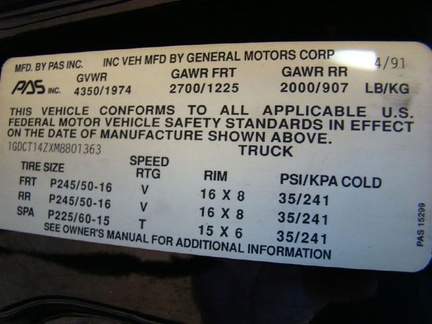 MFD. BY PAS INC. INC VEH MFD BY GENERAL MOTORS CORP 4/91
PAS INC. GVWR GAWR FRT GAWR RR
4350/1974 2700/1225 2000/907 LB/KG
THIS VEHICLE CONFORMS TO ALL APPLICABLE U.S.
FEDERAL MOTOR VEHICLE SAFETY STANDARDS IN EFFECT
ON THE DATE OF MANUFACTURE SHOWN ABOVE.
1GDCT14ZXM8801363 TRUCK
TIRE SIZE SPEED RTG RIM PSI/KPA COLD
FRT P245/50-16 V 16 X 8 35/241
RR P245/50-16 V 16 X 8 35/241
SPA P225/60-15 T 15 X 6 35/241
SEE OWNER'S MANUAL FOR ADDITIONAL INFORMATION
PAS 15299